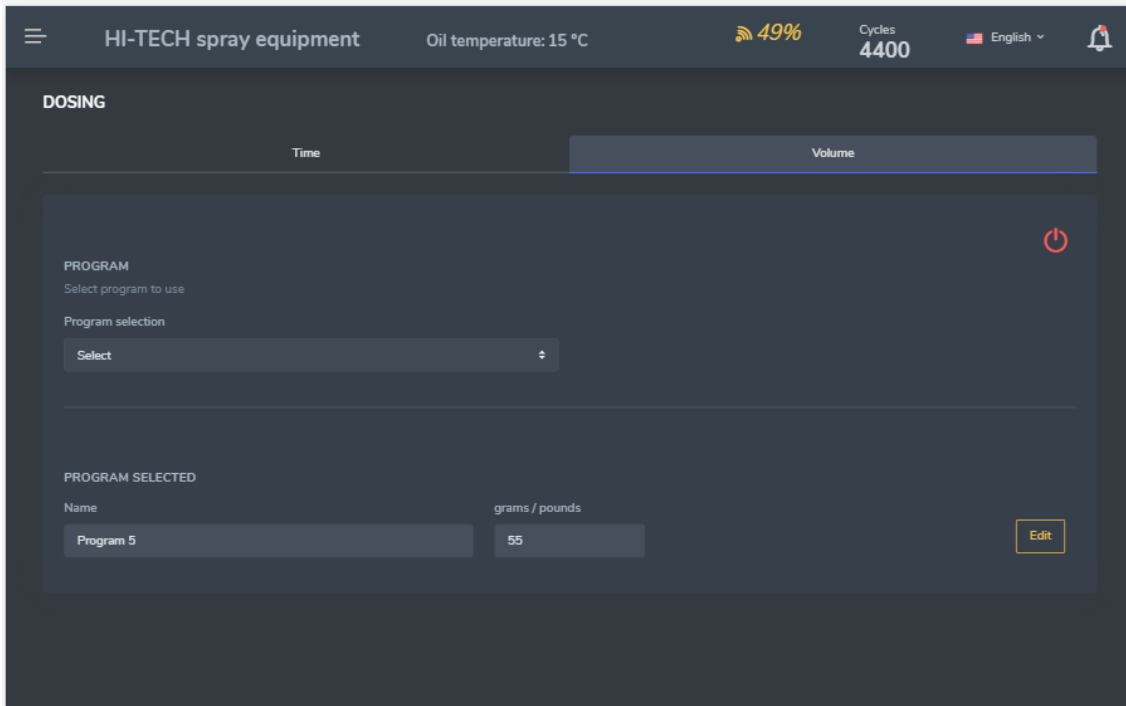 HI-TECH spray equipment
Oil temperature: 15 °C
49%
Cycles
4400
English
DOSING
Time
Volume
PROGRAM
Select program to use
Program selection
Select
PROGRAM SELECTED
Name
grams / pounds
Program 5
55
Edit